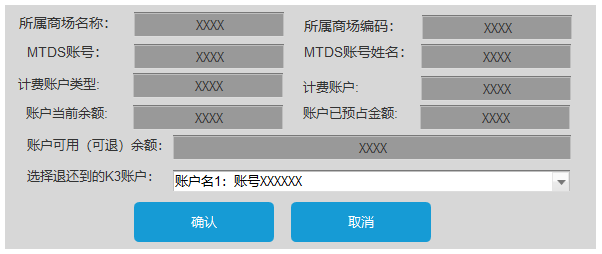 所属商场名称： XXXX 所属商场编码： XXXX
MTDS账号： XXXX MTDS账号姓名： XXXX
计费账户类型： XXXX 计费账户： XXXX
账户当前余额： XXXX 账户已预占金额： XXXX
账户可用（可退）余额： XXXX
选择退还到的K3账户： 账户名1：账号XXXXXX
确认 取消